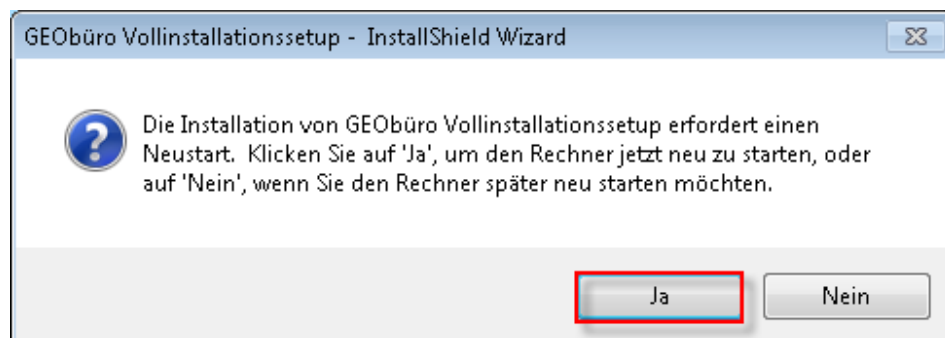 GEObüro Vollinstallationssetup - InstallShield Wizard
Die Installation von GEObüro Vollinstallationssetup erfordert einen
Neustart. Klicken Sie auf 'Ja', um den Rechner jetzt neu zu starten, oder
auf 'Nein', wenn Sie den Rechner später neu starten möchten.
Ja
Nein